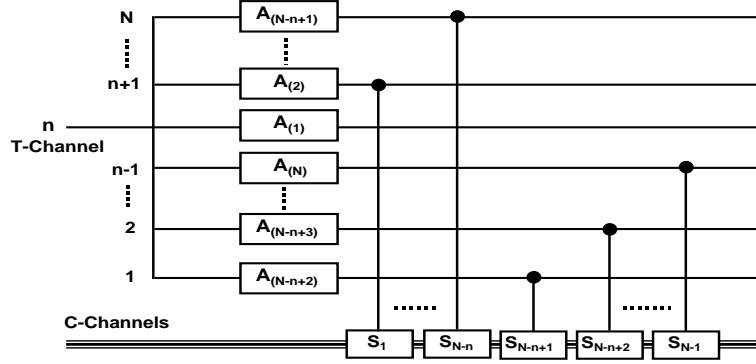 N A(N-n+1)
n+1 A(2)
n A(1)
T-Channel
n-1 A(N)
2 A(N-n+3)
1 A(N-n+2)
C-Channels
S1 SN-n SN-n+1 SN-n+2 SN-1